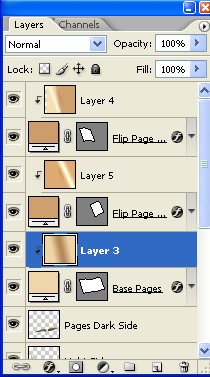 Layers Channels
Normal Opacity: 100%
Lock: Fill: 100%
Layer 4
Flip Page ...
Layer 5
Flip Page ...
Layer 3
Base Pages
Pages Dark Side